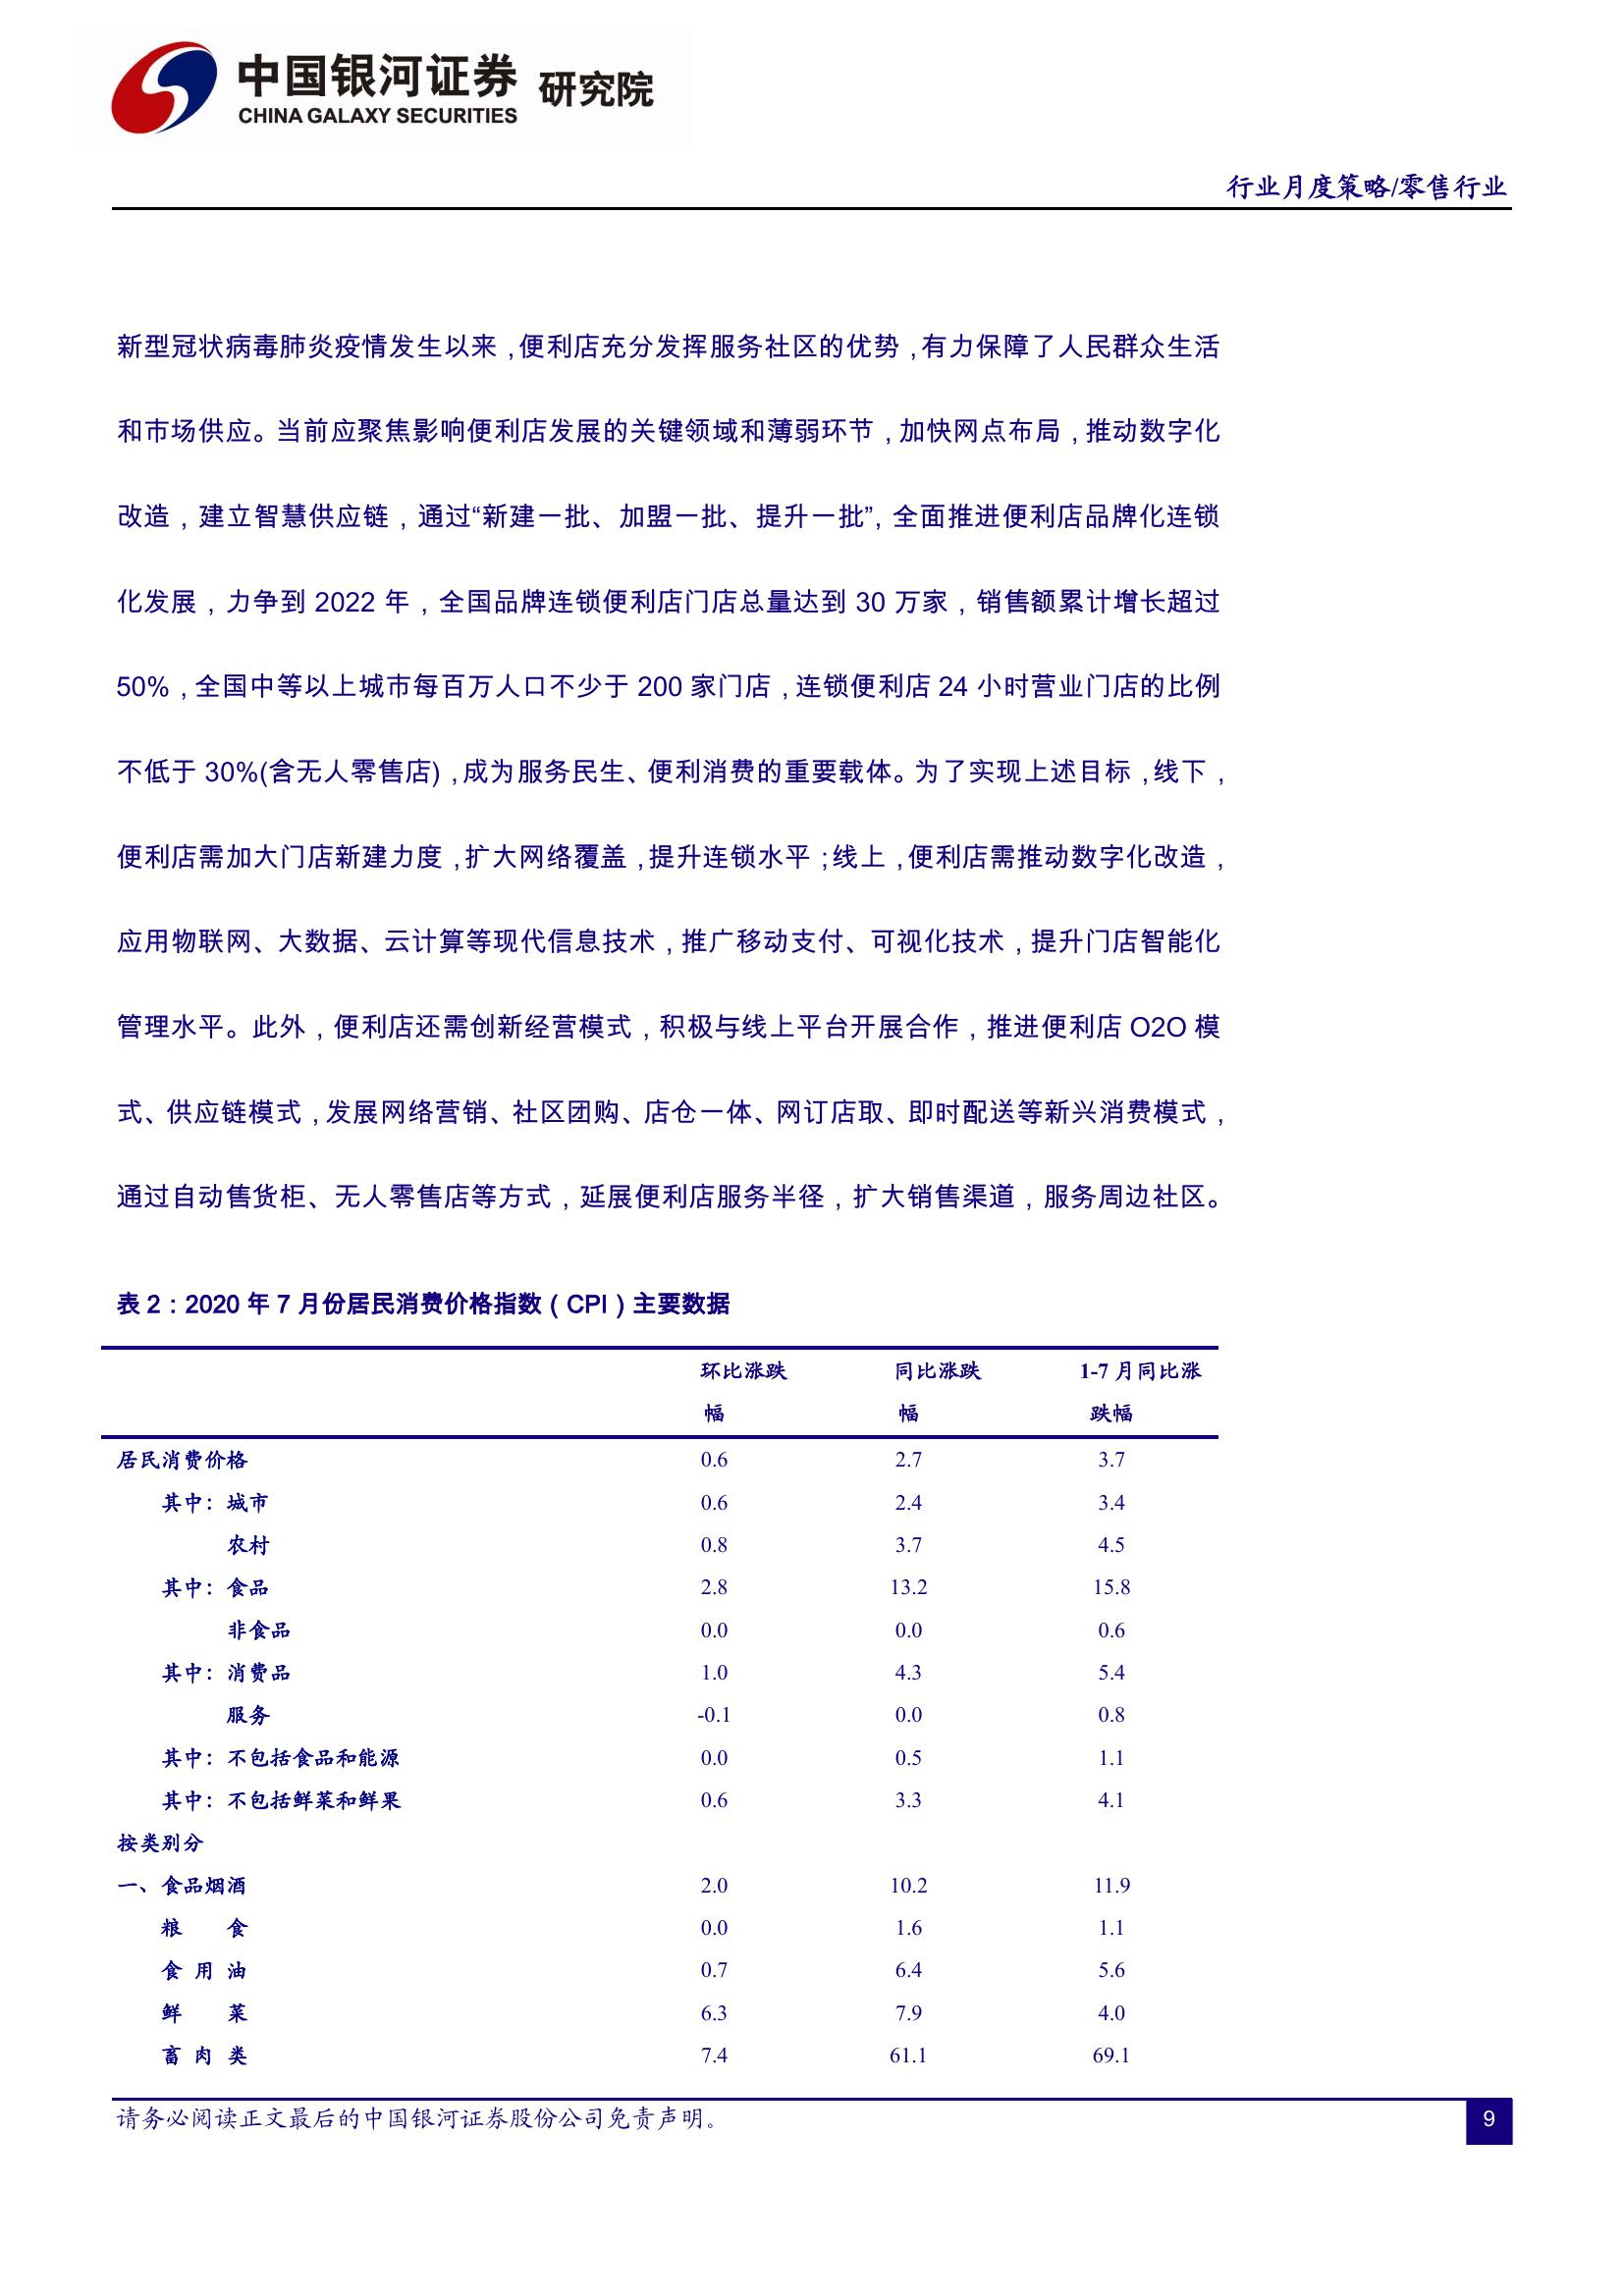 中国银河证券 研究院
CHINA GALAXY SECURITIES
行业月度策略/零售行业
新型冠状病毒肺炎疫情发生以来，便利店充分发挥服务社区的优势，有力保障了人民群众生活
和市场供应。当前应聚焦影响便利店发展的关键领域和薄弱环节，加快网点布局，推动数字化
改造，建立智慧供应链，通过“新建一批、加盟一批、提升一批”，全面推进便利店品牌化连锁
化发展，力争到 2022 年，全国品牌连锁便利店门店总量达到 30 万家，销售额累计增长超过
50%，全国中等以上城市每百万人口不少于 200 家门店，连锁便利店 24 小时营业门店的比例
不低于 30%(含无人零售店)，成为服务民生、便利消费的重要载体。为了实现上述目标，线下，
便利店需加大门店新建力度，扩大网络覆盖，提升连锁水平；线上，便利店需推动数字化改造，
应用物联网、大数据、云计算等现代信息技术，推广移动支付、可视化技术，提升门店智能化
管理水平。此外，便利店还需创新经营模式，积极与线上平台开展合作，推进便利店 O2O 模
式、供应链模式，发展网络营销、社区团购、店仓一体、网订店取、即时配送等新兴消费模式，
通过自动售货柜、无人零售店等方式，延展便利店服务半径，扩大销售渠道，服务周边社区。
表 2：2020 年 7 月份居民消费价格指数（CPI）主要数据
环比涨跌 同比涨跌 1-7 月同比涨
幅 幅 跌幅
居民消费价格 0.6 2.7 3.7
其中：城市 0.6 2.4 3.4
农村 0.8 3.7 4.5
其中：食品 2.8 13.2 15.8
非食品 0.0 0.0 0.6
其中：消费品 1.0 4.3 5.4
服务 -0.1 0.0 0.8
其中：不包括食品和能源 0.0 0.5 1.1
其中：不包括鲜菜和鲜果 0.6 3.3 4.1
按类别分
一、食品烟酒 2.0 10.2 11.9
粮 食 0.0 1.6 1.1
食 用 油 0.7 6.4 5.6
鲜 菜 6.3 7.9 4.0
畜 肉 类 7.4 61.1 69.1
请务必阅读正文最后的中国银河证券股份公司免责声明。
9